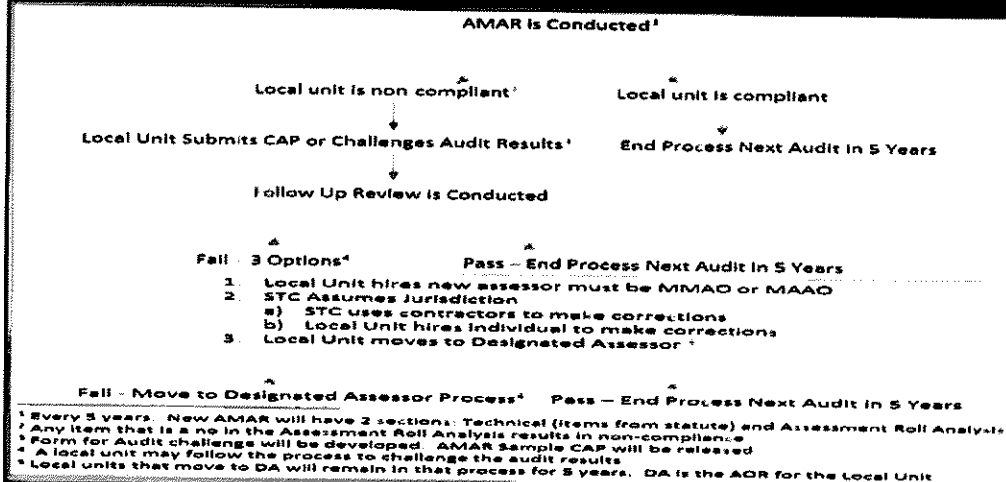 AMAR is Conducted¹
Local unit is non compliant² Local unit is compliant
Local Unit Submits CAP or Challenges Audit Results³ End Process Next Audit in 5 Years
Follow Up Review is Conducted
Fail - 3 Options⁴ Pass – End Process Next Audit in 5 Years
1. Local Unit hires new assessor must be MMAO or MAAO
2. STC Assumes Jurisdiction
a) STC uses contractors to make corrections
b) Local Unit hires individual to make corrections
3. Local Unit moves to Designated Assessor ⁵
Fail - Move to Designated Assessor Process⁴ Pass – End Process Next Audit in 5 Years
¹ Every 5 years. New AMAR will have 2 sections: Technical (items from statute) and Assessment Roll Analysis
² Any item that is a no in the Assessment Roll Analysis results in non-compliance
³ Form for Audit challenge will be developed. AMAR Sample CAP will be released
⁴ A local unit may follow the process to challenge the audit results
⁵ Local units that move to DA will remain in that process for 5 years. DA is the AOR for the Local Unit